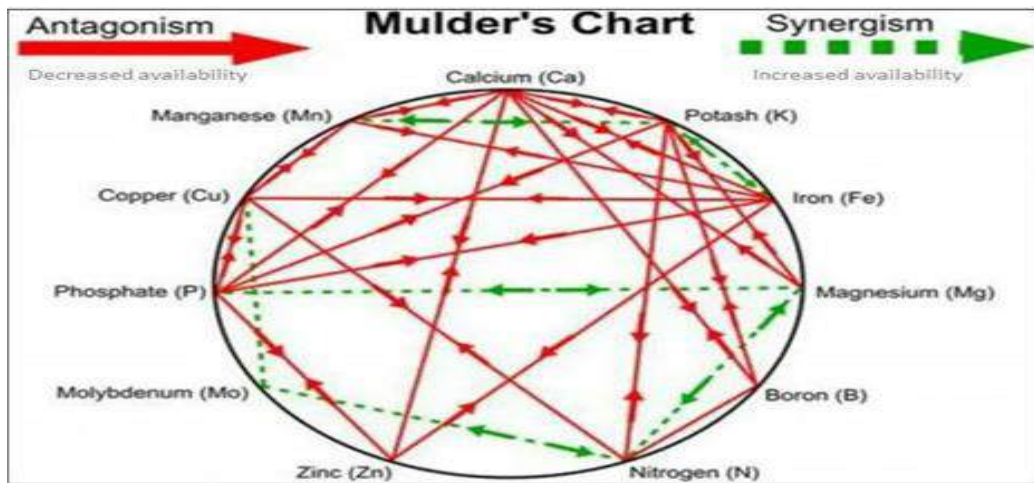 Mulder's Chart
Antagonism
Decreased availability
Synergism
Increased availability
Calcium (Ca)
Manganese (Mn)
Potash (K)
Copper (Cu)
Iron (Fe)
Phosphate (P)
Magnesium (Mg)
Molybdenum (Mo)
Boron (B)
Zinc (Zn)
Nitrogen (N)